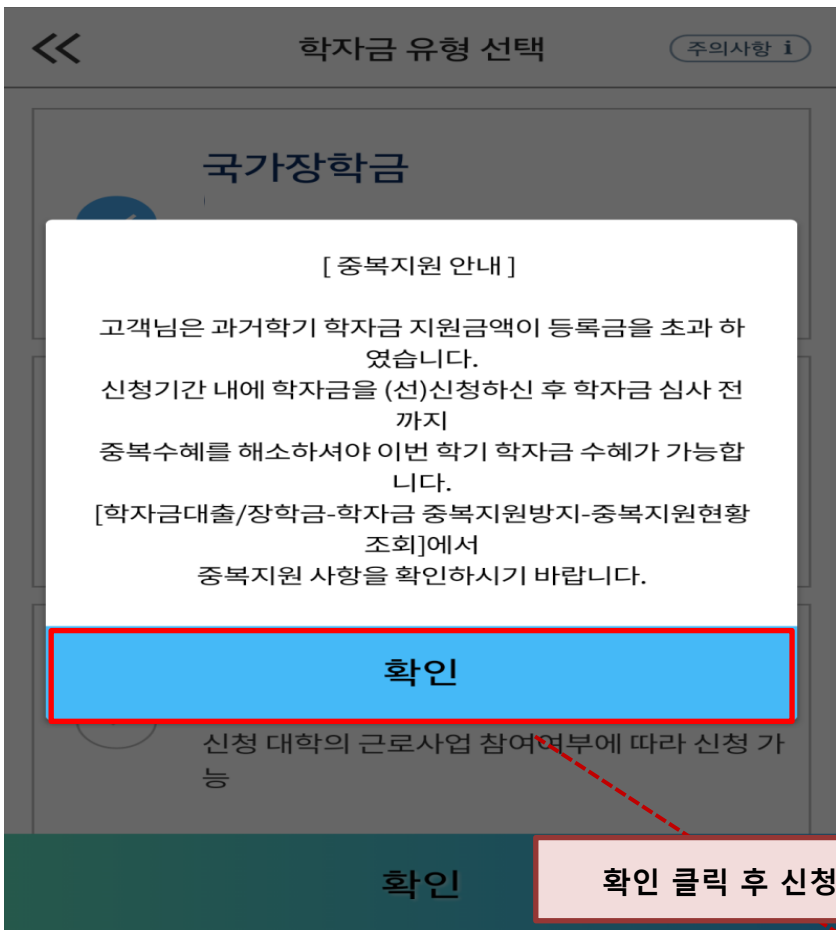 학자금 유형 선택
주의사항 i
국가장학금
[ 중복지원 안내 ]
고객님은 과거학기 학자금 지원금액이 등록금을 초과 하
였습니다.
신청기간 내에 학자금을 (선)신청하신 후 학자금 심사 전
까지
중복수혜를 해소하셔야 이번 학기 학자금 수혜가 가능합
니다.
[학자금대출/장학금-학자금 중복지원방지-중복지원현황
조회]에서
중복지원 사항을 확인하시기 바랍니다.
확인
신청 대학의 근로사업 참여여부에 따라 신청 가
능
확인
확인 클릭 후 신청